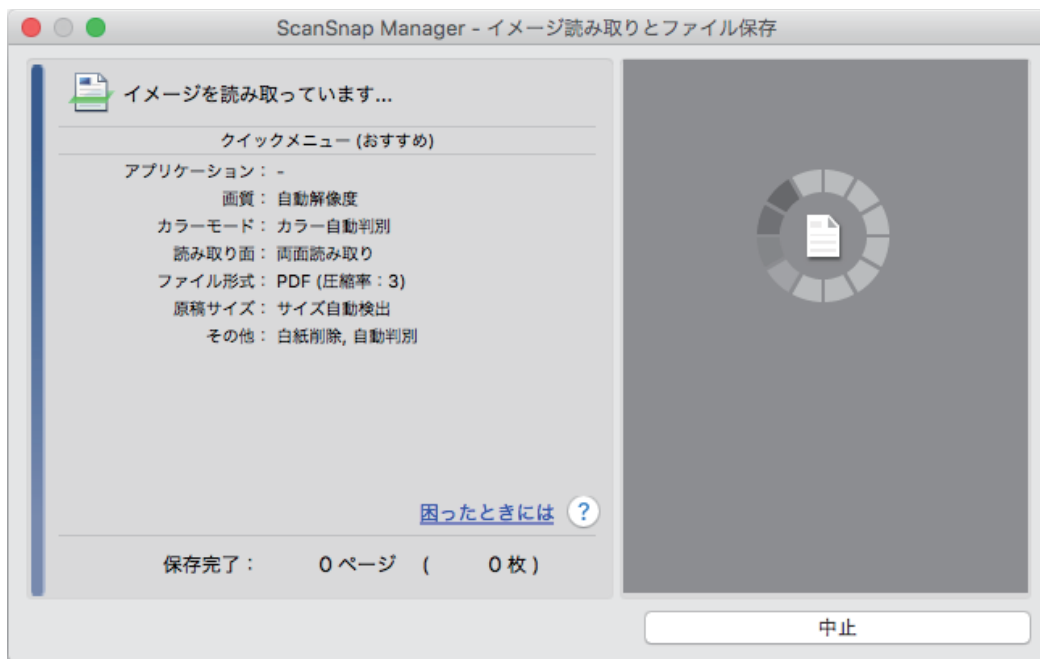 ScanSnap Manager - イメージ読み取りとファイル保存
イメージを読み取っています...
クイックメニュー (おすすめ)
アプリケーション： -
画質： 自動解像度
カラーモード： カラー自動判別
読み取り面： 両面読み取り
ファイル形式： PDF (圧縮率：3)
原稿サイズ： サイズ自動検出
その他： 白紙削除, 自動判別
困ったときには ?
保存完了： 0 ページ ( 0 枚 )
中止